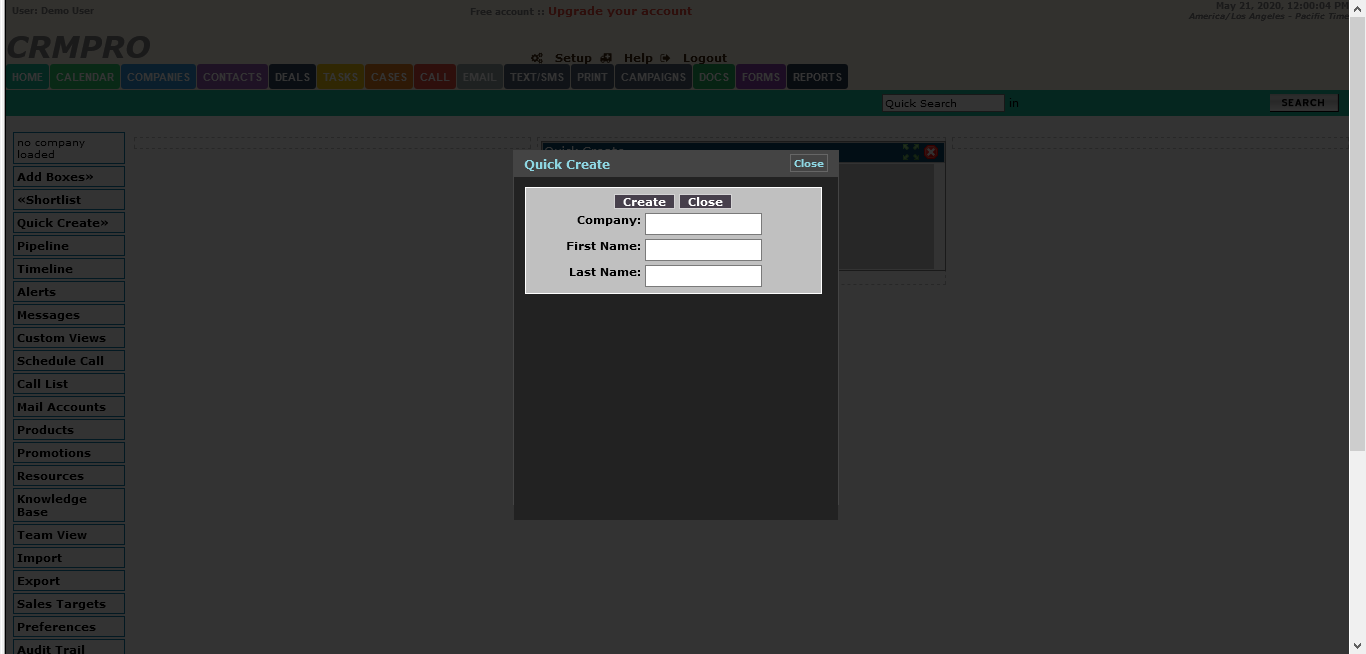 User: Demo User
Free account :: Upgrade your account
May 21, 2020, 12:00:04 PM
America/Los Angeles - Pacific Time
CRMPRO
Setup Help Logout
HOME CALENDAR COMPANIES CONTACTS DEALS TASKS CASES CALL EMAIL TEXT/SMS PRINT CAMPAIGNS DOCS FORMS REPORTS
Quick Search in SEARCH
no company
loaded
Add Boxes»
«Shortlist
Quick Create»
Pipeline
Timeline
Alerts
Messages
Custom Views
Schedule Call
Call List
Mail Accounts
Products
Promotions
Resources
Knowledge
Base
Team View
Import
Export
Sales Targets
Preferences
Audit Trail
Quick Create
Quick Create Close
Create Close
Company:
First Name:
Last Name: